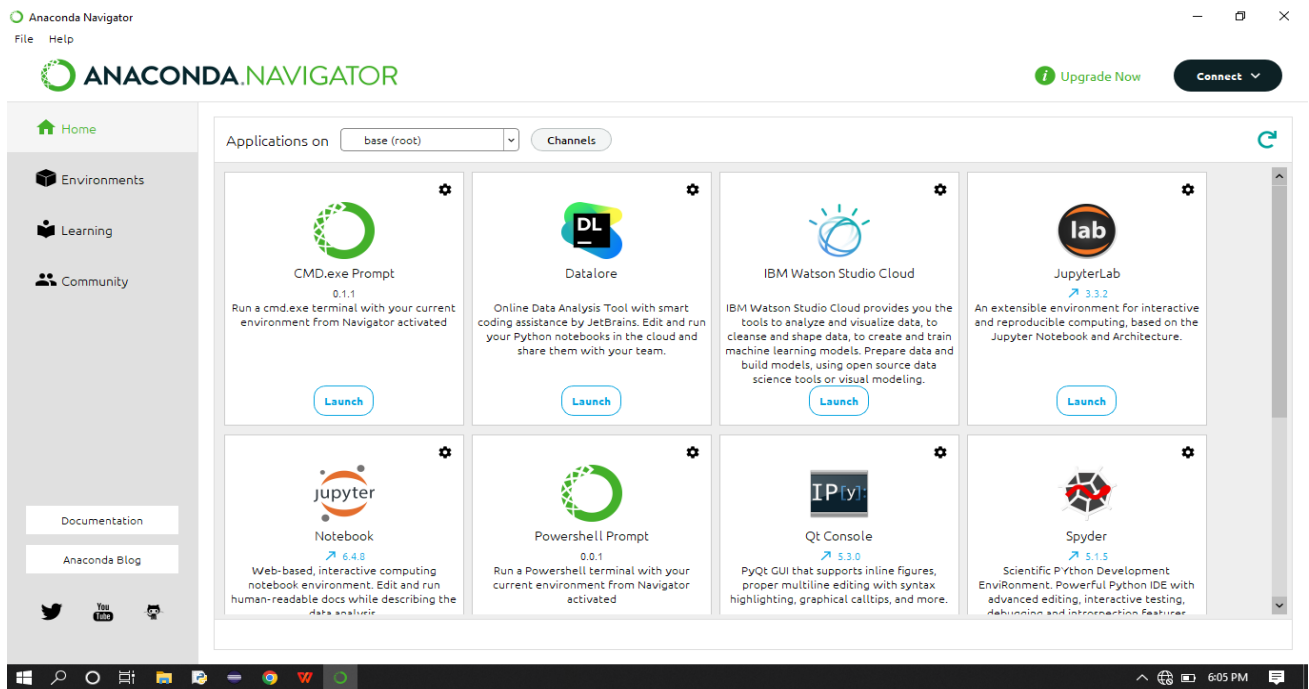 Anaconda Navigator
File Help
ANACONDA.NAVIGATOR
i Upgrade Now
Connect
Home
Environments
Learning
Community
Documentation
Anaconda Blog
You
Tube
Applications on base (root) Channels
DL
CMD.exe Prompt
0.1.1
Run a cmd.exe terminal with your current
environment from Navigator activated
Launch
Datalore
Online Data Analysis Tool with smart
coding assistance by JetBrains. Edit and run
your Python notebooks in the cloud and
share them with your team.
Launch
IBM Watson Studio Cloud
IBM Watson Studio Cloud provides you the
tools to analyze and visualize data, to
cleanse and shape data, to create and train
machine learning models. Prepare data and
build models, using open source data
science tools or visual modeling.
Launch
lab
JupyterLab
3.3.2
An extensible environment for interactive
and reproducible computing, based on the
Jupyter Notebook and Architecture.
Launch
jupyter
Notebook
6.4.8
Web-based, interactive computing
notebook environment. Edit and run
human-readable docs while describing the
data analysis.
Powershell Prompt
0.0.1
Run a Powershell terminal with your
current environment from Navigator
activated
IP[y]:
Qt Console
5.3.0
PyQt GUI that supports inline figures,
proper multiline editing with syntax
highlighting, graphical calltips, and more.
Spyder
5.1.5
Scientific PYthon Development
EnviRonment. Powerful Python IDE with
advanced editing, interactive testing,
debugging and introspection features
6:05 PM